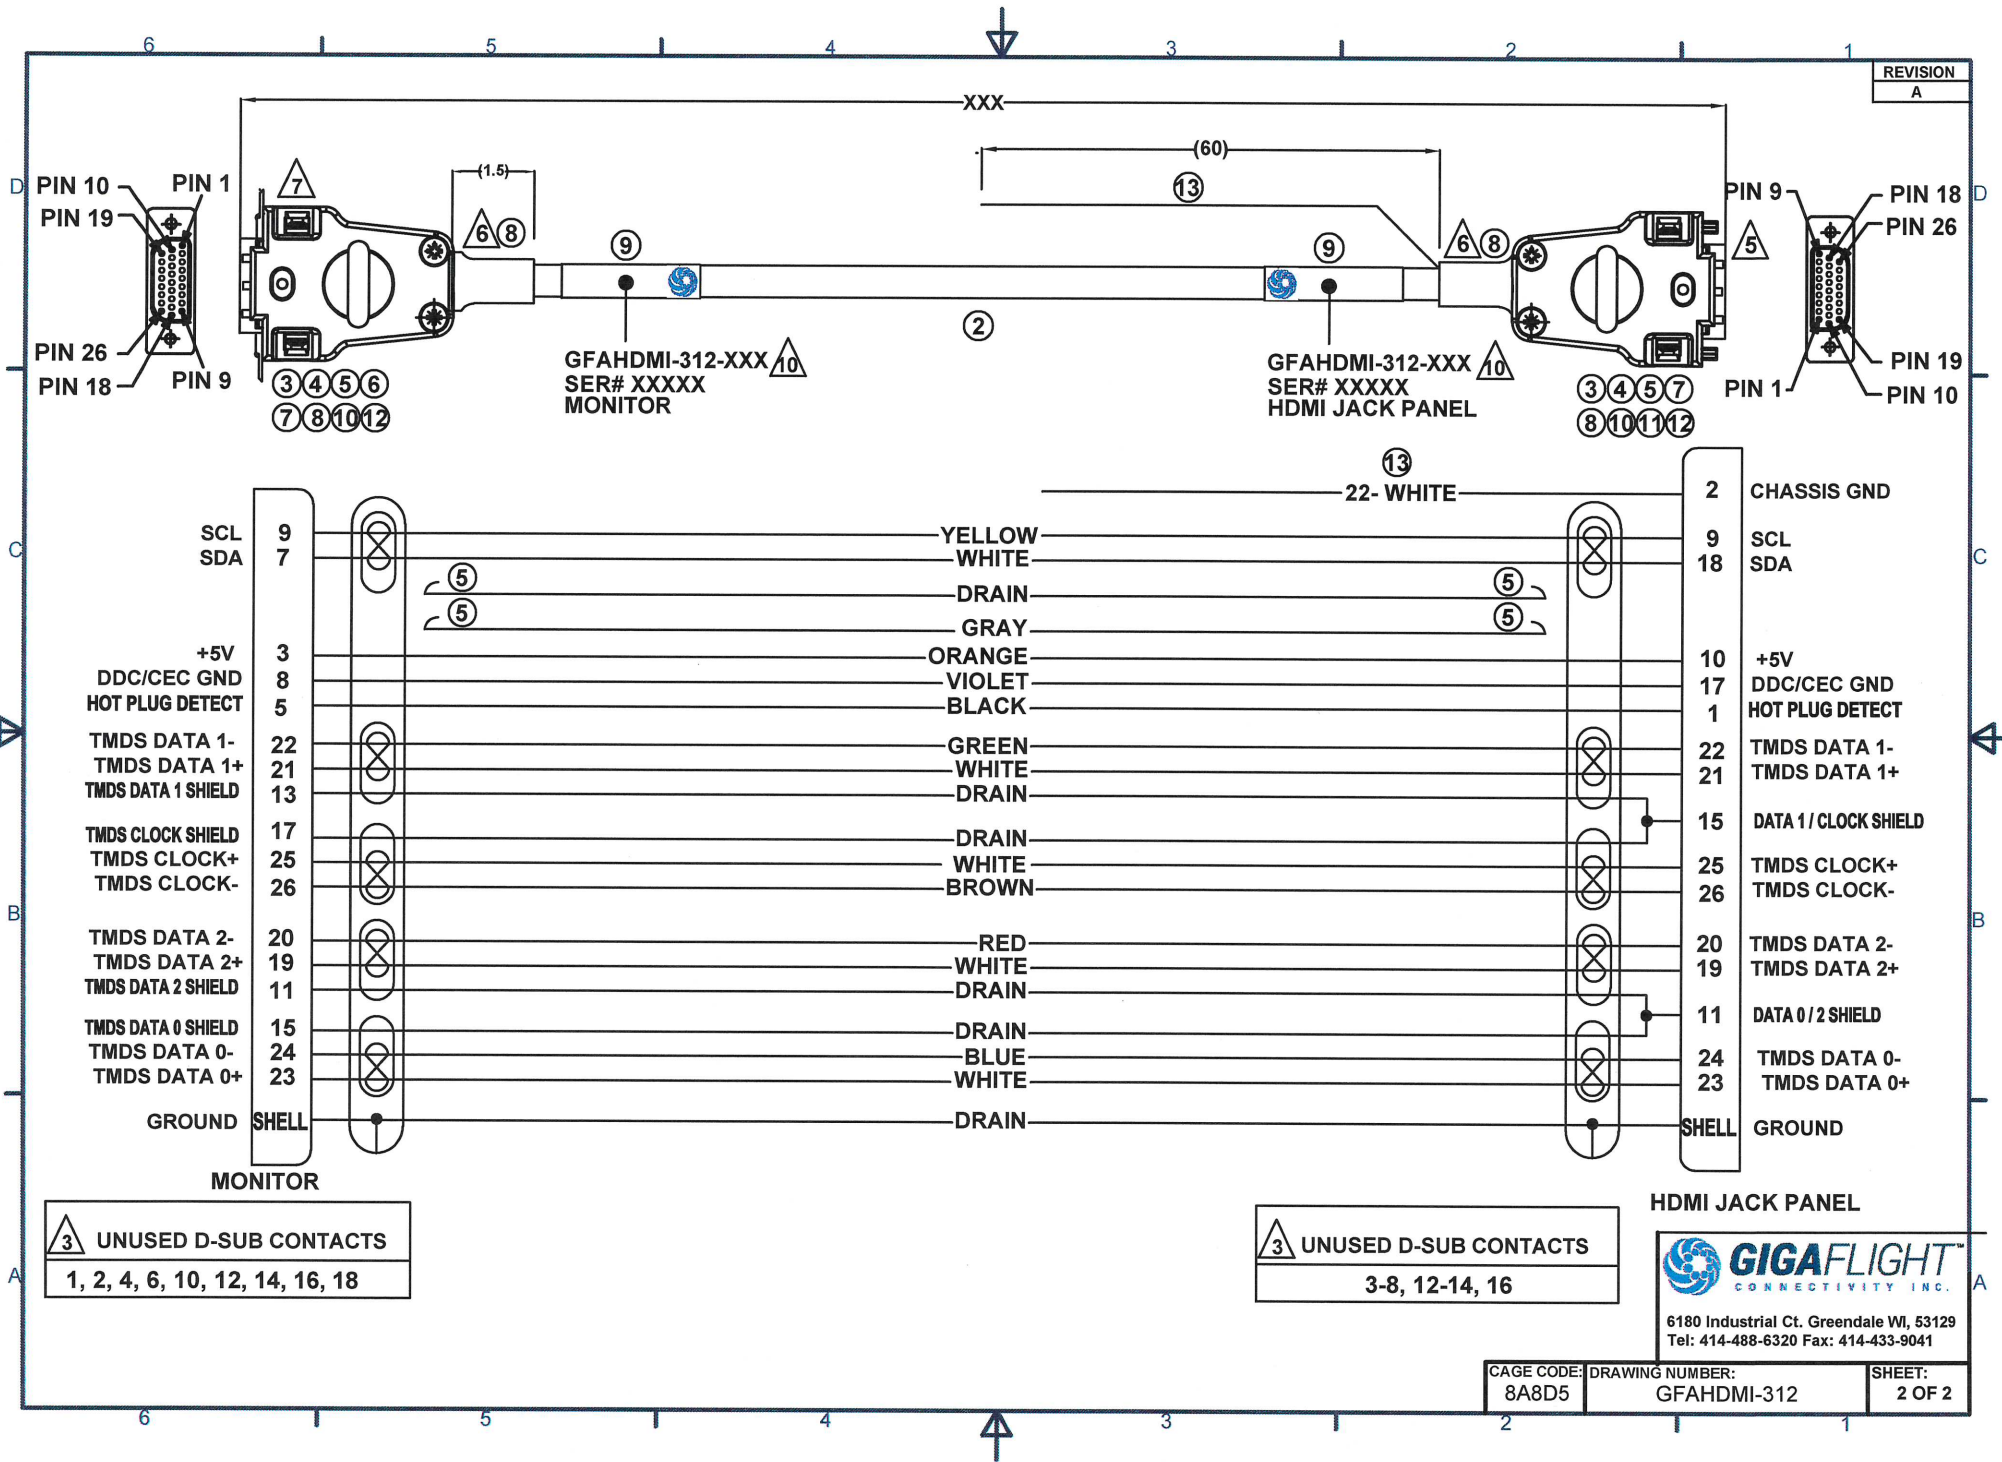 6 5 4 3 2 1
REVISION
A
XXX
(60)
(1.5)
13
D
D
PIN 10
PIN 1
PIN 19
7
6
8
9
9
6
8
5
PIN 9
PIN 18
PIN 26
2
PIN 26
PIN 18
PIN 9
3 4 5 6
7 8 10 12
GFAHDMI-312-XXX 10
SER# XXXXX
MONITOR
GFAHDMI-312-XXX 10
SER# XXXXX
HDMI JACK PANEL
3 4 5 7
8 10 11 12
PIN 1
PIN 19
PIN 10
13
22- WHITE 2 CHASSIS GND
C
C
SCL 9 YELLOW 9 SCL
SDA 7 WHITE 18 SDA
5 DRAIN 5
5 GRAY 5
+5V 3 ORANGE 10 +5V
DDC/CEC GND 8 VIOLET 17 DDC/CEC GND
HOT PLUG DETECT 5 BLACK 1 HOT PLUG DETECT
TMDS DATA 1- 22 GREEN 22 TMDS DATA 1-
TMDS DATA 1+ 21 WHITE 21 TMDS DATA 1+
TMDS DATA 1 SHIELD 13 DRAIN
15 DATA 1 / CLOCK SHIELD
TMDS CLOCK SHIELD 17 DRAIN
TMDS CLOCK+ 25 WHITE 25 TMDS CLOCK+
TMDS CLOCK- 26 BROWN 26 TMDS CLOCK-
B
B
TMDS DATA 2- 20 RED 20 TMDS DATA 2-
TMDS DATA 2+ 19 WHITE 19 TMDS DATA 2+
TMDS DATA 2 SHIELD 11 DRAIN
11 DATA 0 / 2 SHIELD
TMDS DATA 0 SHIELD 15 DRAIN
TMDS DATA 0- 24 BLUE 24 TMDS DATA 0-
TMDS DATA 0+ 23 WHITE 23 TMDS DATA 0+
GROUND SHELL DRAIN SHELL GROUND
MONITOR
HDMI JACK PANEL
3 UNUSED D-SUB CONTACTS
1, 2, 4, 6, 10, 12, 14, 16, 18
3 UNUSED D-SUB CONTACTS
3-8, 12-14, 16
A
A
GIGAFLIGHT™
CONNECTIVITY INC.
6180 Industrial Ct. Greendale WI, 53129
Tel: 414-488-6320 Fax: 414-433-9041
CAGE CODE:
8A8D5
DRAWING NUMBER:
GFAHDMI-312
SHEET:
2 OF 2
6 5 4 3 2 1